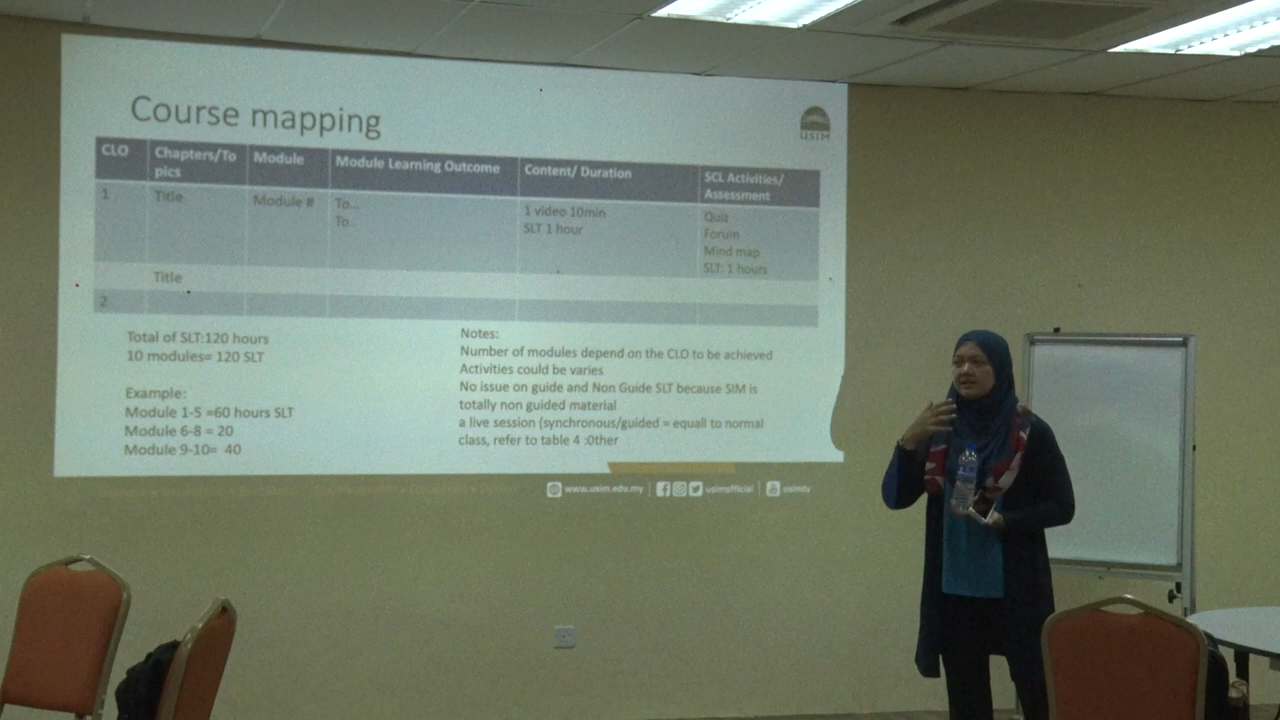 Course mapping
USIM
CLO
Chapters/To
pics
Module
Module Learning Outcome
Content/ Duration
SCL Activities/
Assessment
1
Title
Module #
To...
To..
1 video 10min
SLT 1 hour
Quiz
Forum
Mind map
SLT: 1 hours
Title
2
Total of SLT:120 hours
10 modules= 120 SLT
Example:
Module 1-5 =60 hours SLT
Module 6-8 = 20
Module 9-10= 40
Notes:
Number of modules depend on the CLO to be achieved
Activities could be varies
No issue on guide and Non Guide SLT because SIM is
totally non guided material
a live session (synchronous/guided = equall to normal
class, refer to table 4 :0ther
www.usim.edu.my
usimofficial
usimtv